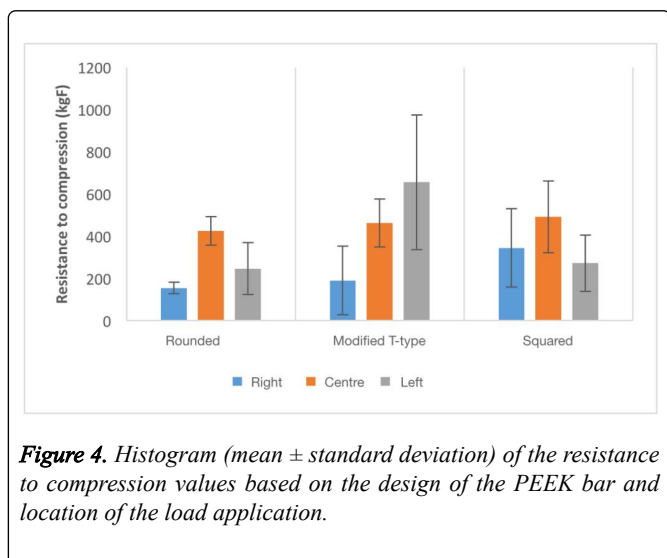 1200
1000
800
600
400
200
0
Resistance to compression (kgF)
Rounded Modified T-type Squared
Right Centre Left
Figure 4. Histogram (mean ± standard deviation) of the resistance
to compression values based on the design of the PEEK bar and
location of the load application.